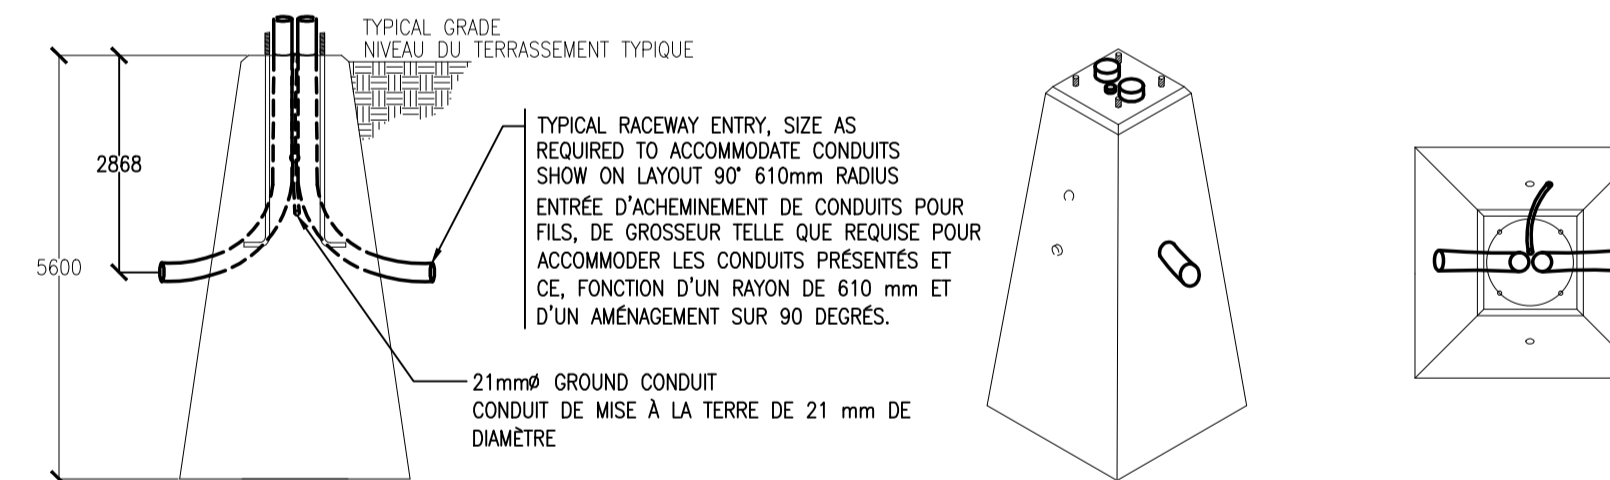 TYPICAL GRADE
NIVEAU DU TERRASSEMENT TYPIQUE
2868
5600
TYPICAL RACEWAY ENTRY, SIZE AS
REQUIRED TO ACCOMMODATE CONDUITS
SHOW ON LAYOUT 90° 610mm RADIUS
ENTRÉE D'ACHEMINEMENT DE CONDUITS POUR
FILS, DE GROSSEUR TELLE QUE REQUISE POUR
ACCOMMODER LES CONDUITS PRÉSENTÉS ET
CE, FONCTION D'UN RAYON DE 610 mm ET
D'UN AMÉNAGEMENT SUR 90 DEGRÉS.
21mmø GROUND CONDUIT
CONDUIT DE MISE À LA TERRE DE 21 mm DE
DIAMÈTRE